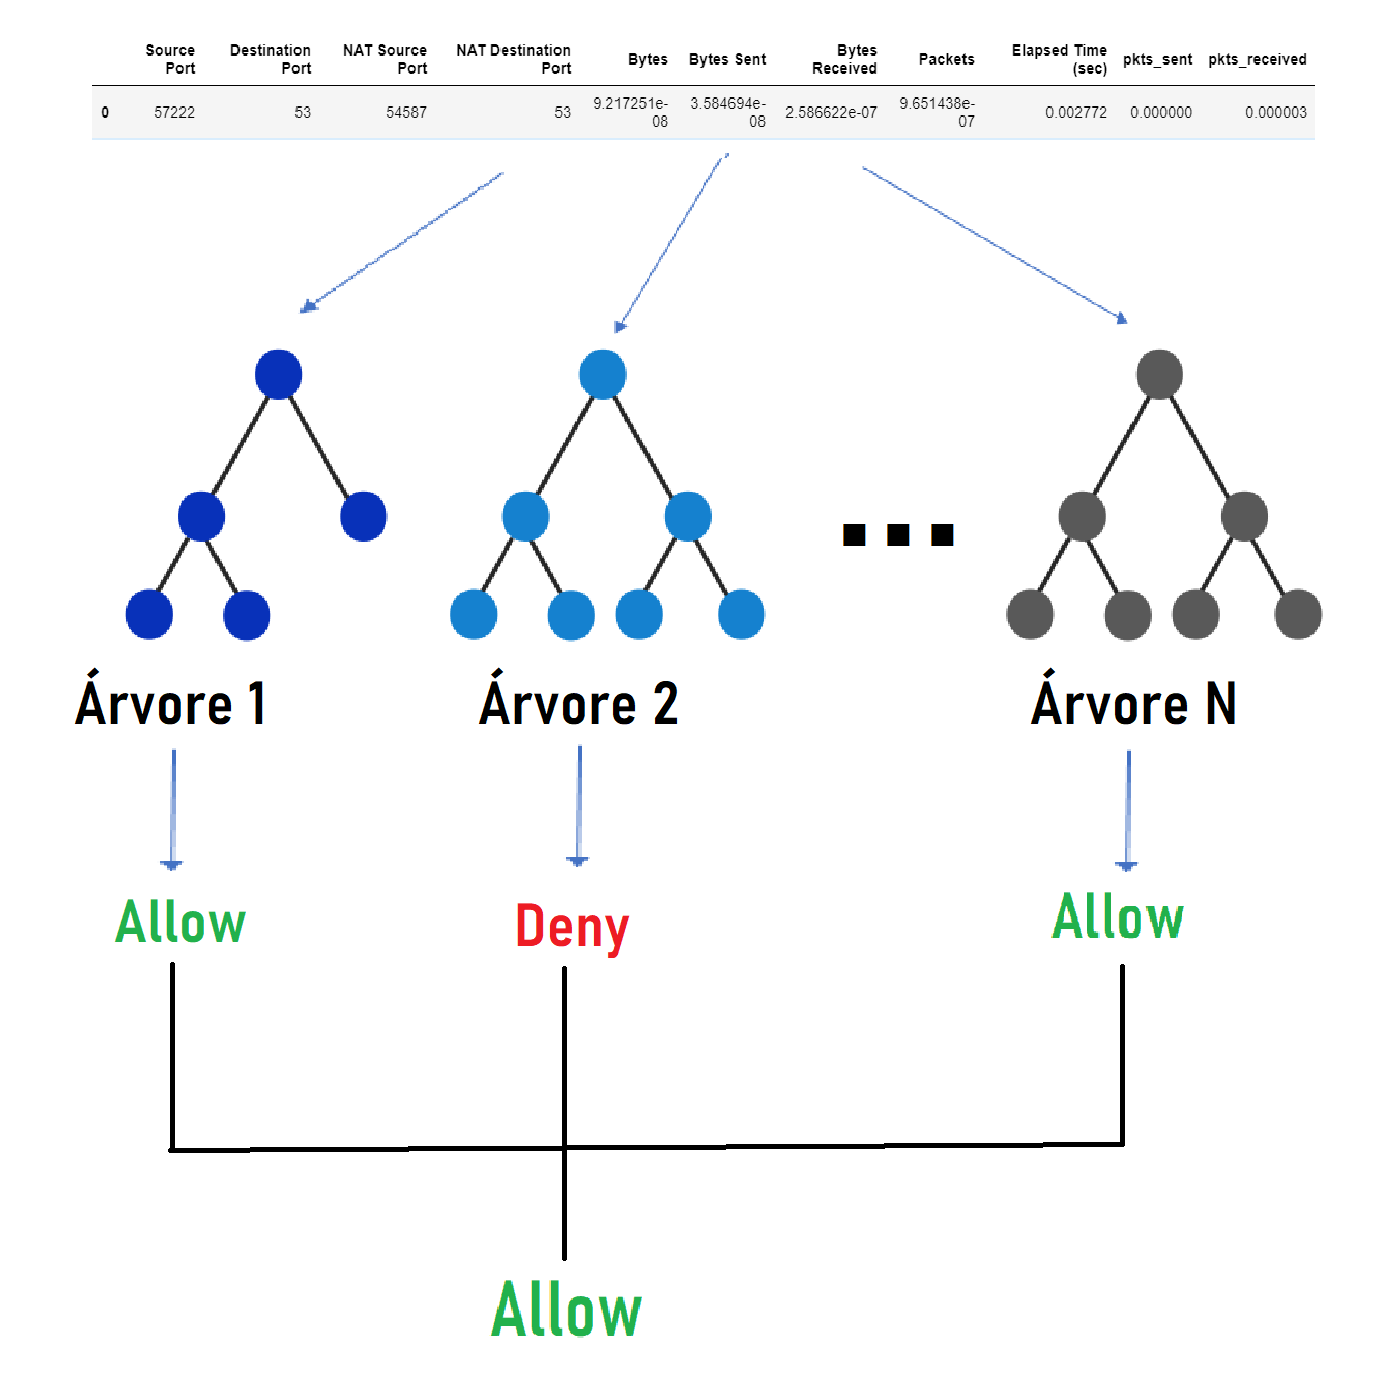 Source Port Destination Port NAT Source Port NAT Destination Port Bytes Bytes Sent Bytes Received Packets Elapsed Time (sec) pkts_sent pkts_received
0 57222 53 54587 53 9.217251e-08 3.584694e-08 2.586622e-07 9.651438e-07 0.002772 0.000000 0.000003
Árvore 1 Árvore 2 Árvore N
Allow Deny Allow
Allow